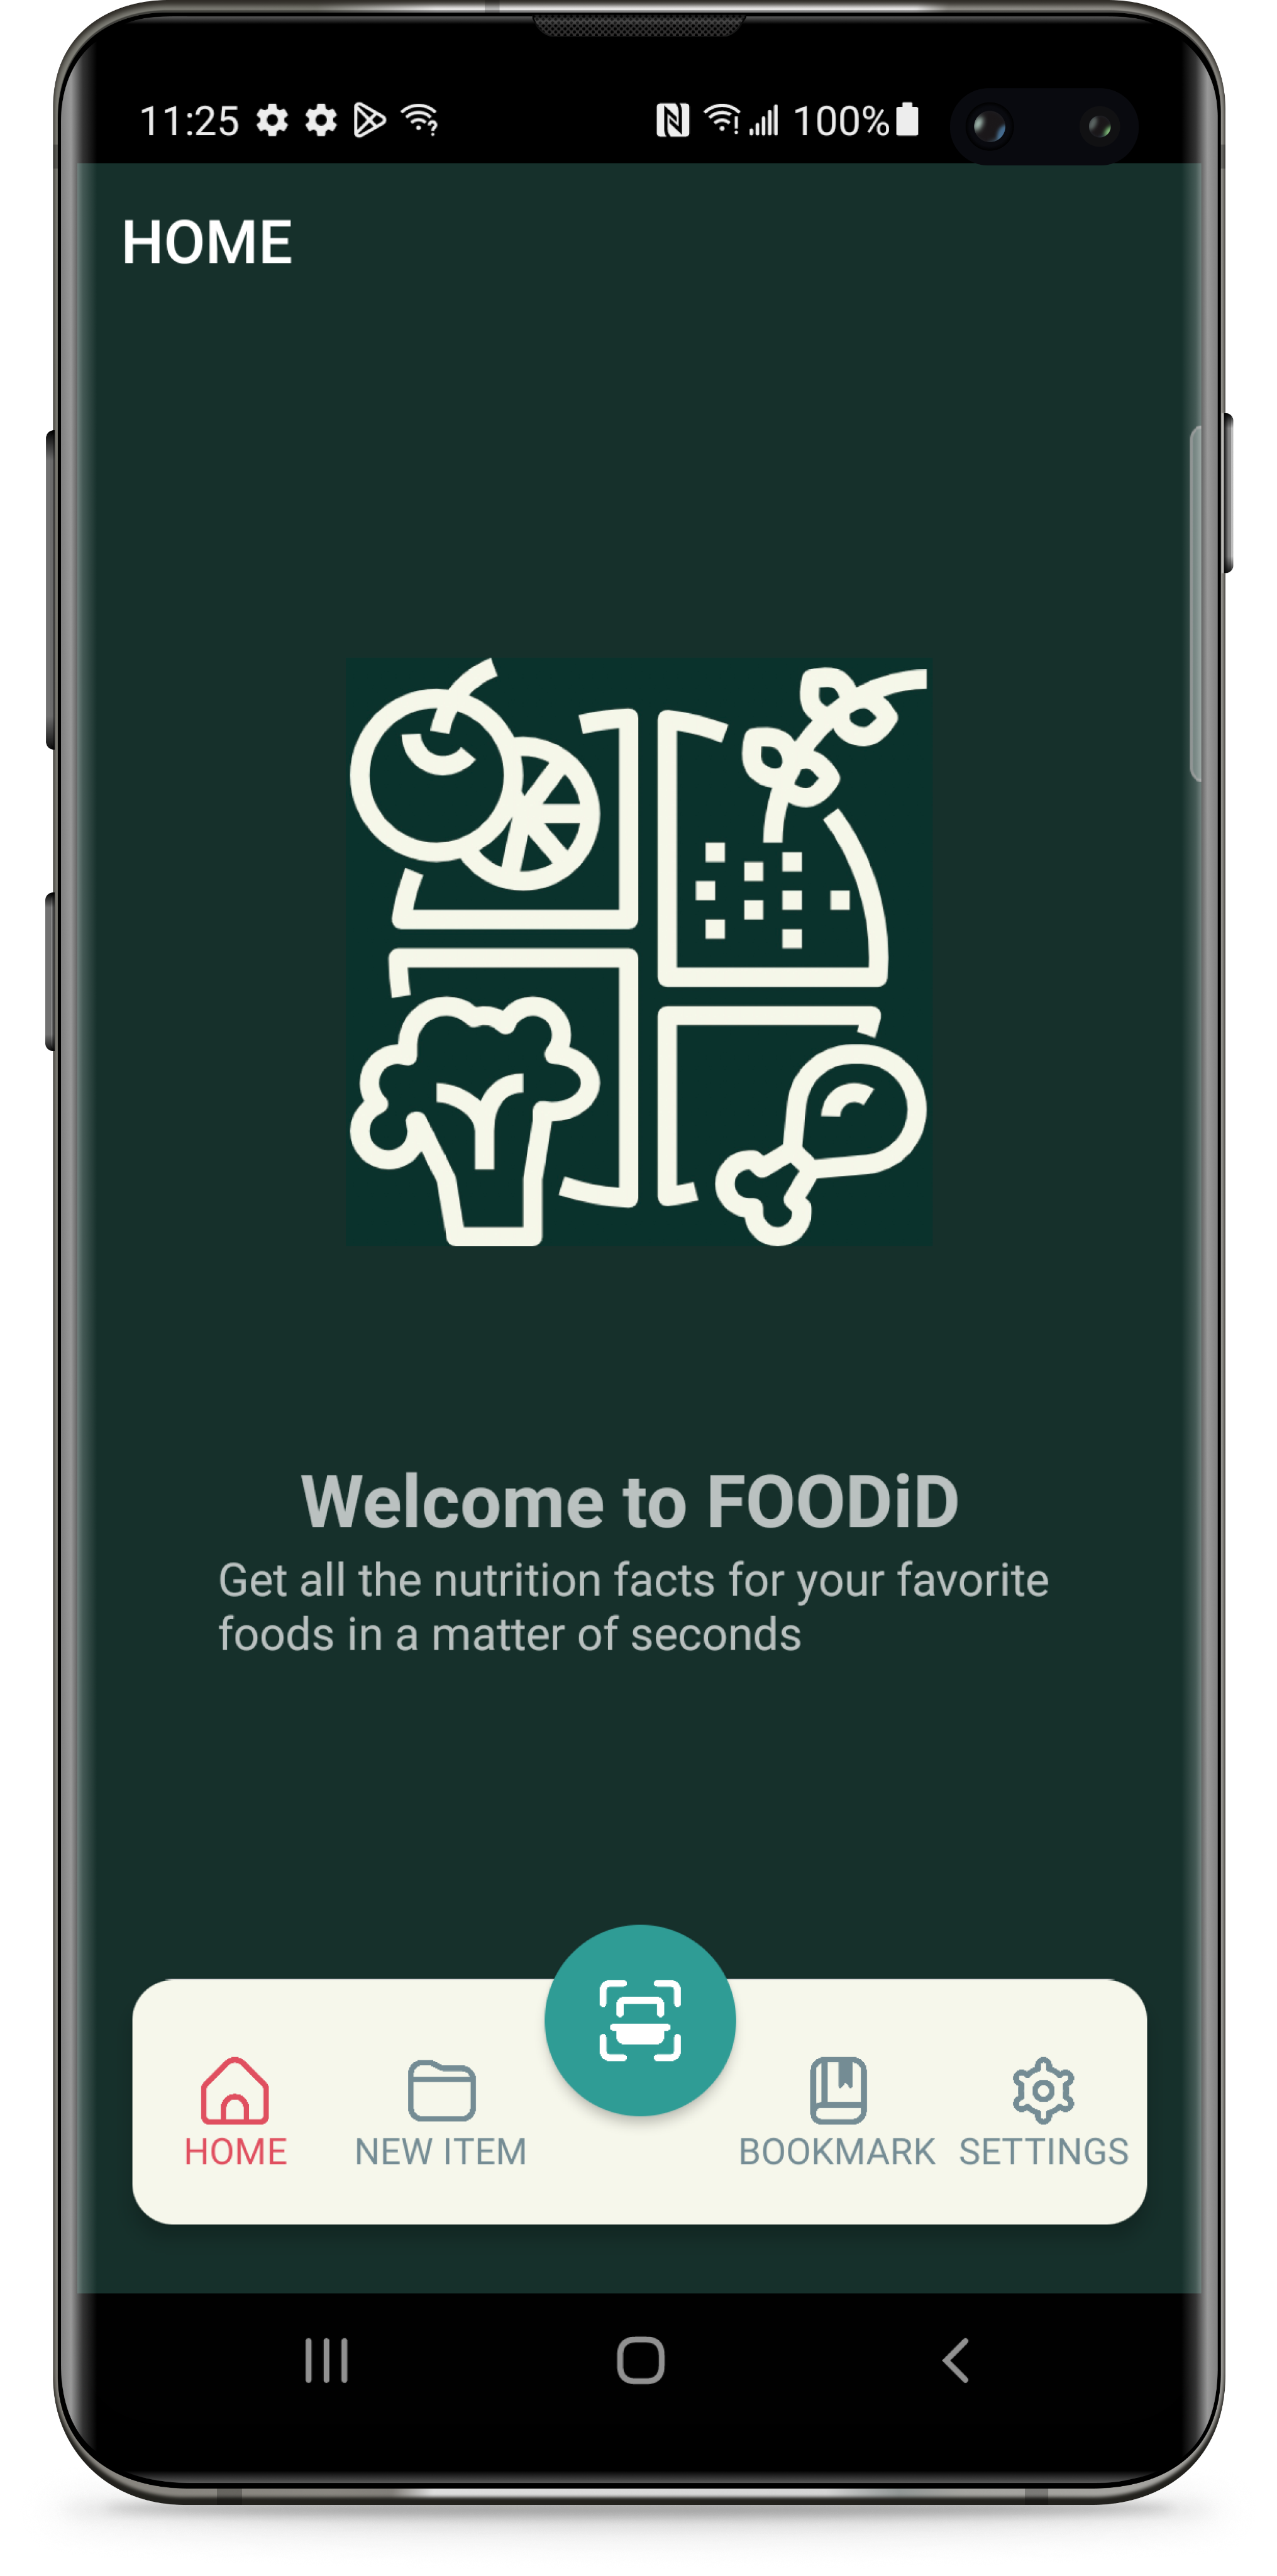 11:25 100%
HOME
Welcome to FOODiD
Get all the nutrition facts for your favorite
foods in a matter of seconds
HOME NEW ITEM BOOKMARK SETTINGS